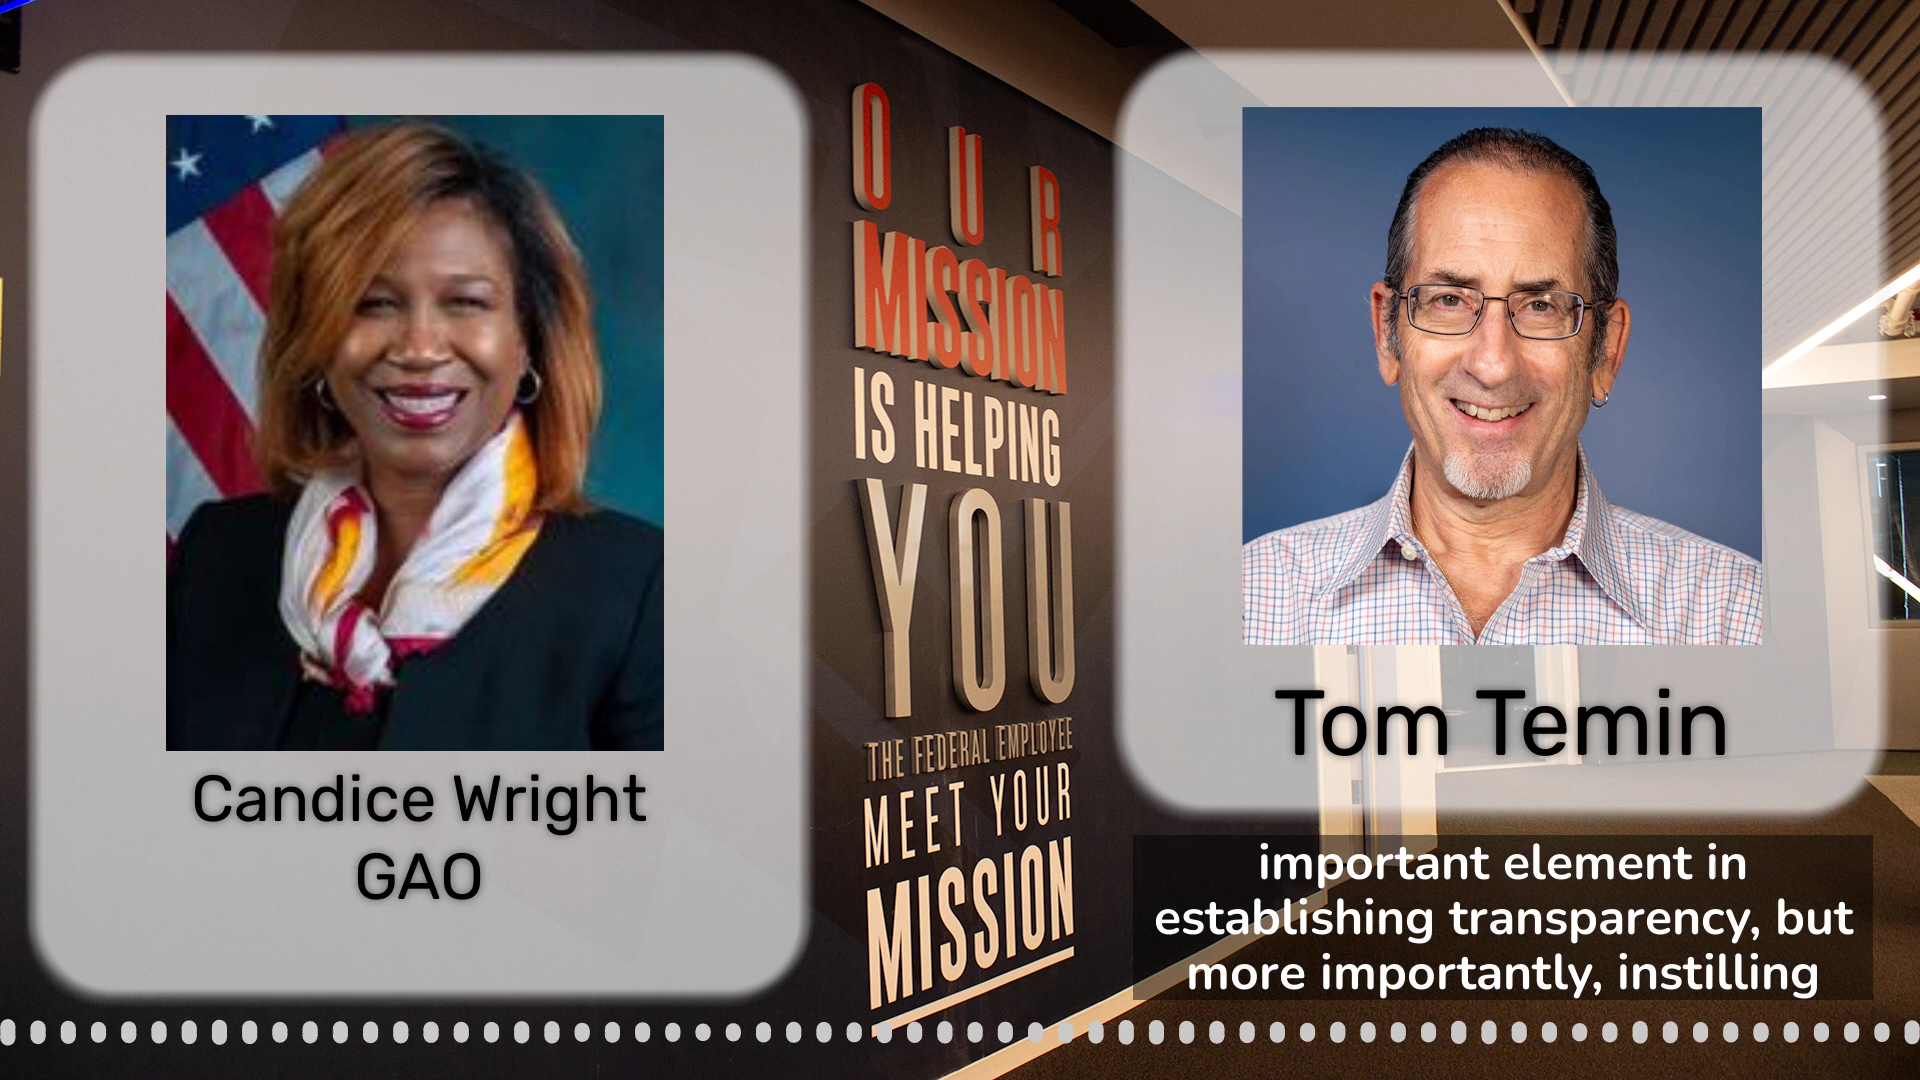 Candice Wright
GAO
OUR
MISSION
IS HELPING
YOU
THE FEDERAL EMPLOYEE
MEET YOUR
MISSION
Tom Temin
important element in
establishing transparency, but
more importantly, instilling